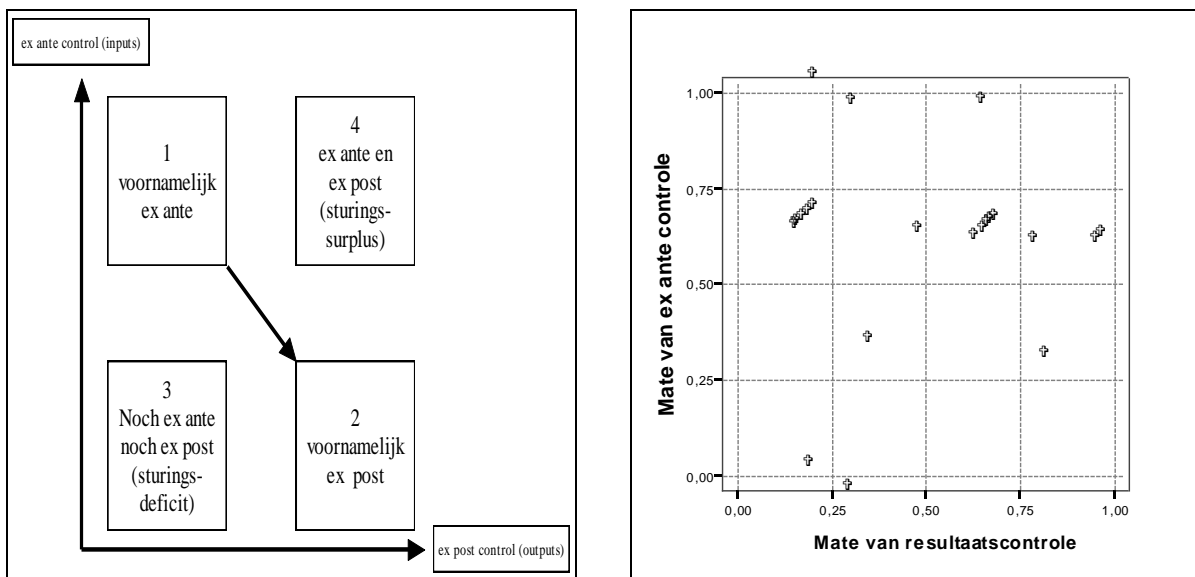 ex ante control (inputs)
1
voornamelijk
ex ante
4
ex ante en
ex post
(sturings-
surplus)
3
Noch ex ante
noch ex post
(sturings-
deficit)
2
voornamelijk
ex post
ex post control (outputs)
Mate van ex ante controle
1,00
0,75
0,50
0,25
0,00
0,00 0,25 0,50 0,75 1,00
Mate van resultaatscontrole